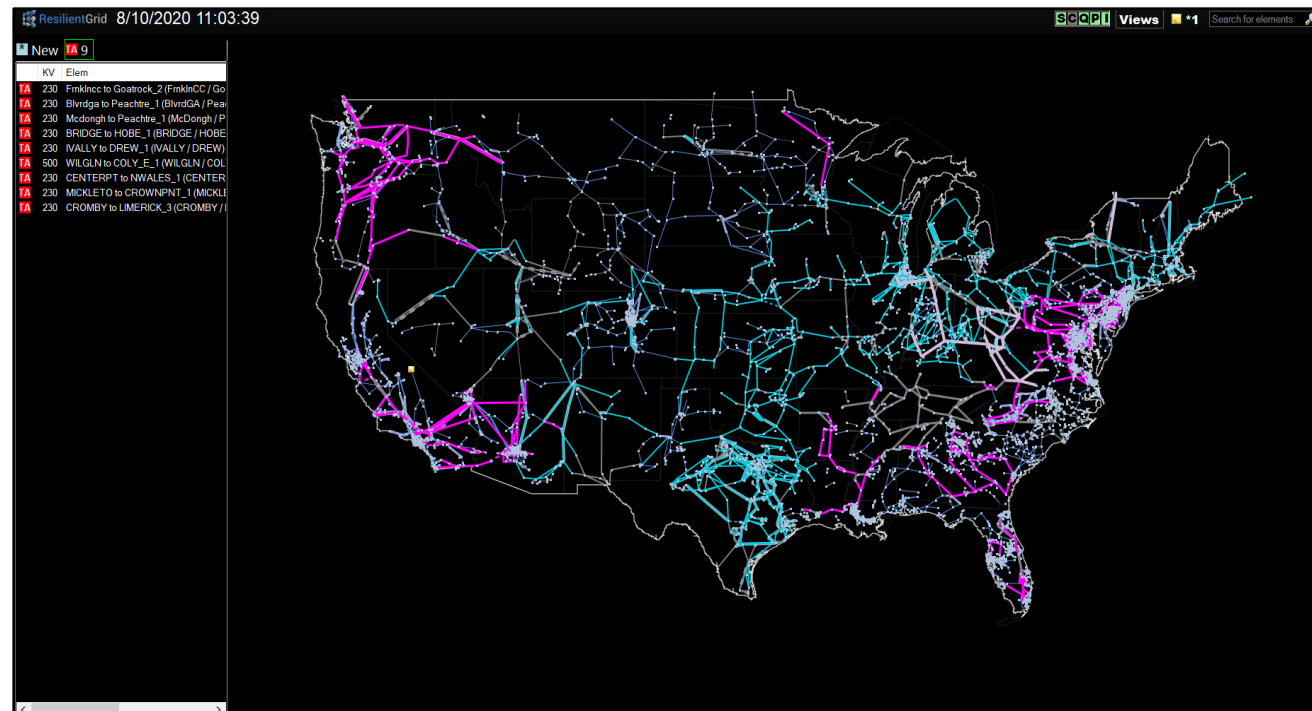 ResilientGrid 8/10/2020 11:03:39
SCQPI Views *1 Search for elements
* New TA 9
KV Elem
TA 230 Frnklncc to Goatrock_2 (FrnklnCC / Go
TA 230 Blvrdga to Peachtre_1 (BlvrdGA / Pea
TA 230 Mcdongh to Peachtre_1 (McDongh / P
TA 230 BRIDGE to HOBE_1 (BRIDGE / HOBE
TA 230 IVALLY to DREW_1 (IVALLY / DREW)
TA 500 WILGLN to COLY_E_1 (WILGLN / COL
TA 230 CENTERPT to NWALES_1 (CENTER
TA 230 MICKLETO to CROWNPNT_1 (MICKLE
TA 230 CROMBY to LIMERICK_3 (CROMBY /